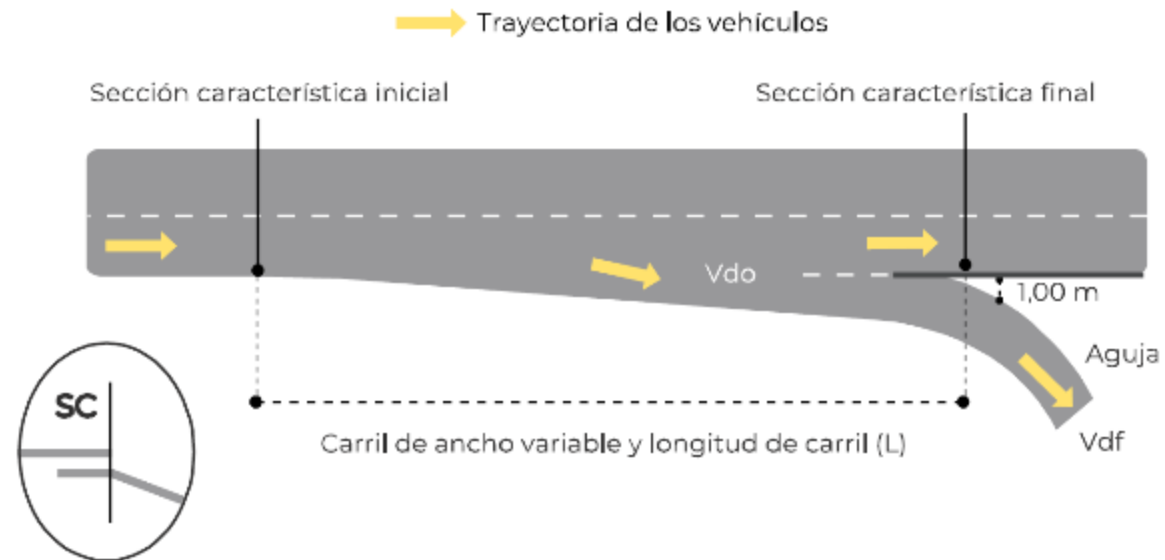 Trayectoria de los vehículos
Sección característica inicial
Sección característica final
Vdo
1,00 m
Aguja
SC
Carril de ancho variable y longitud de carril (L)
Vdf